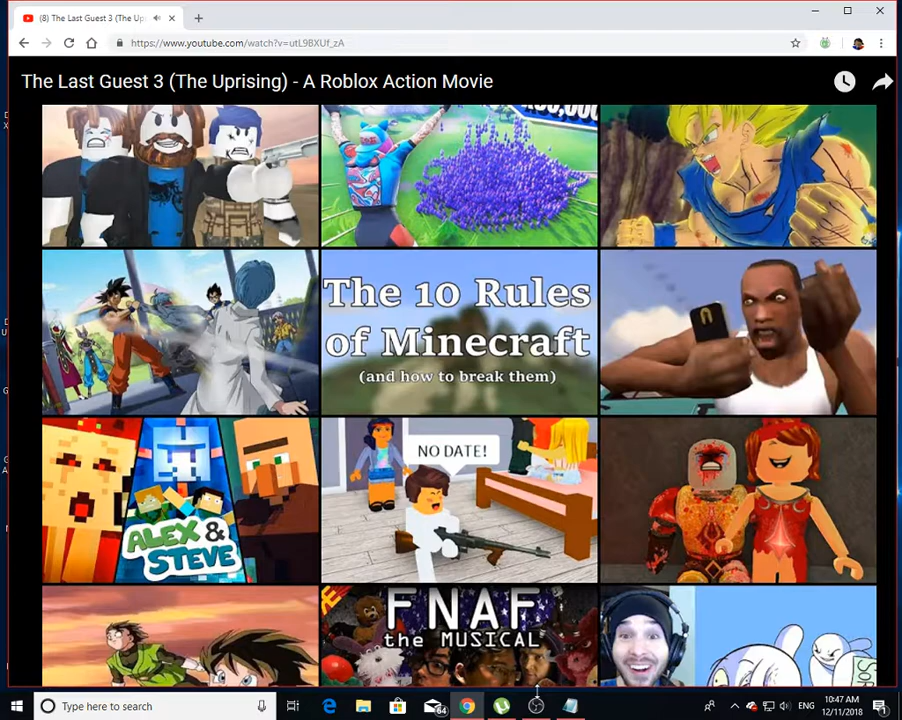 (8) The Last Guest 3 (The Up
https://www.youtube.com/watch?v=utL9BXUf_zA
The Last Guest 3 (The Uprising) - A Roblox Action Movie
The 10 Rules
of Minecraft
(and how to break them)
NO DATE!
ALEX &
STEVE
FNAF
the MUSICAL
Type here to search
64
10:47 AM
12/11/2018
1